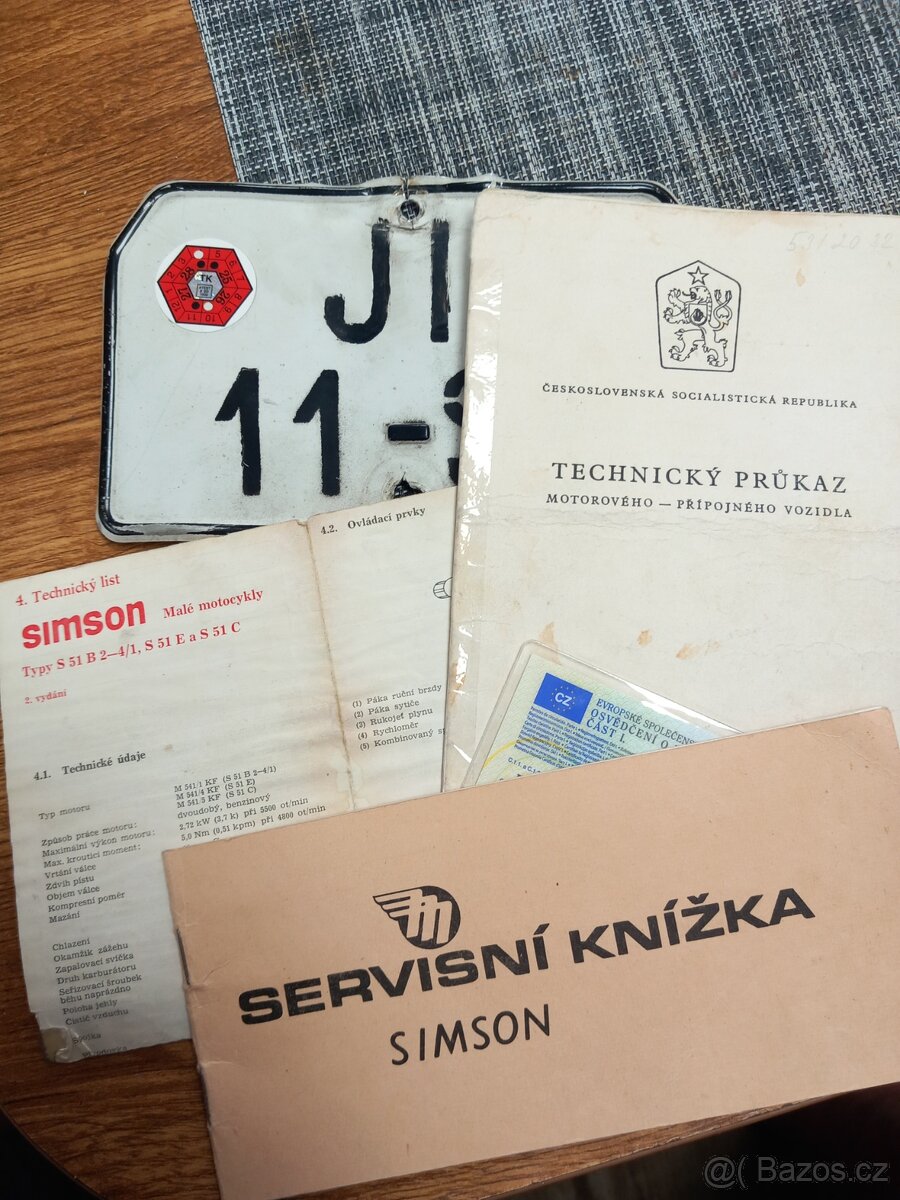 JI
11-
TK
53/20 32
ČESKOSLOVENSKÁ SOCIALISTICKÁ REPUBLIKA
TECHNICKÝ PRŮKAZ
MOTOROVÉHO — PŘÍPOJNÉHO VOZIDLA
4. Technický list
simson Malé motocykly
Typy S 51 B 2—4/1, S 51 E a S 51 C
2. vydání
4.1. Technické údaje
Typ motoru
M 541/1 KF (S 51 B 2—4/1)
M 541/4 KF (S 51 E)
M 541/5 KF (S 51 C)
Způsob práce motoru: dvoudobý, benzinový
Maximální výkon motoru: 2.72 kW (3,7 k) při 5500 ot/min
Max. kroutící moment: 5,0 Nm (0,51 kpm) při 4800 ot/min
Vrtání válce
Zdvih pístu
Objem válce
Kompresní poměr
Mazání
Chlazení
Okamžik zážehu
Zapalovací svíčka
Druh karburátoru
Seřizovací šroubek
běhu naprázdno
Poloha jehly
Čistič vzduchu
4.2. Ovládací prvky
(1) Páka ruční brzdy
(2) Páka sytiče
(3) Rukojeť plynu
(4) Rychloměr
(5) Kombinovaný
CZ
EVROPSKÉ SPOLEČENS
OSVĚDČENÍ O
ČÁST I.
SERVISNÍ KNÍŽKA
SIMSON
@( Bazos.cz